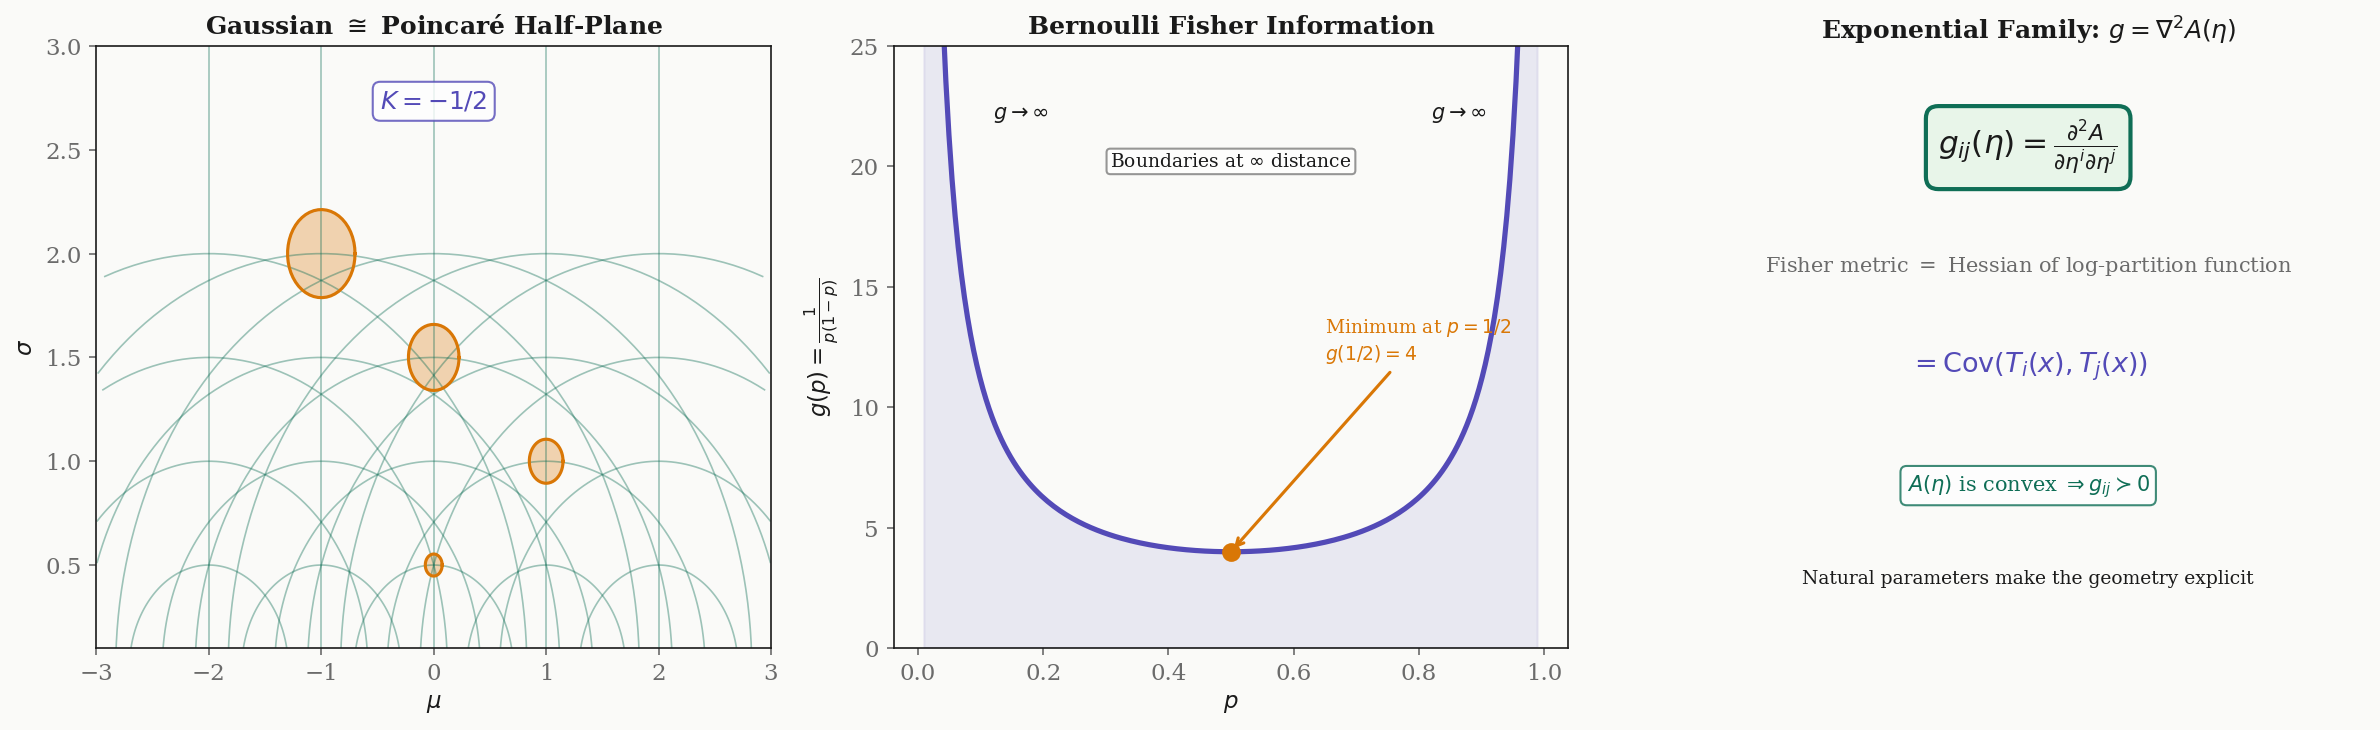 Gaussian ≅ Poincaré Half-Plane
K = −1/2
3.0
2.5
2.0
1.5
1.0
0.5
σ
−3 −2 −1 0 1 2 3
μ
Bernoulli Fisher Information
g → ∞ g → ∞
Boundaries at ∞ distance
Minimum at p = 1/2
g(1/2) = 4
25
20
15
10
5
0
g(p) = 1/p(1 − p)
0.0 0.2 0.4 0.6 0.8 1.0
p
Exponential Family: g = ∇²A(η)
g_ij(η) = ∂²A/∂ηⁱ∂ηʲ
Fisher metric = Hessian of log-partition function
= Cov(T_i(x), T_j(x))
A(η) is convex ⇒ g_ij ≻ 0
Natural parameters make the geometry explicit